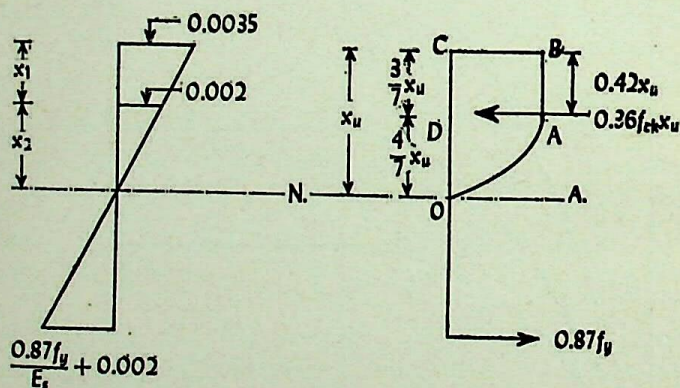 0.0035
x1
0.002
x2
N.
0.87fy/Es + 0.002
xu
C
B
3/7 xu
0.42xu
0.36fck xu
D
A
4/7 xu
O
A.
0.87fy